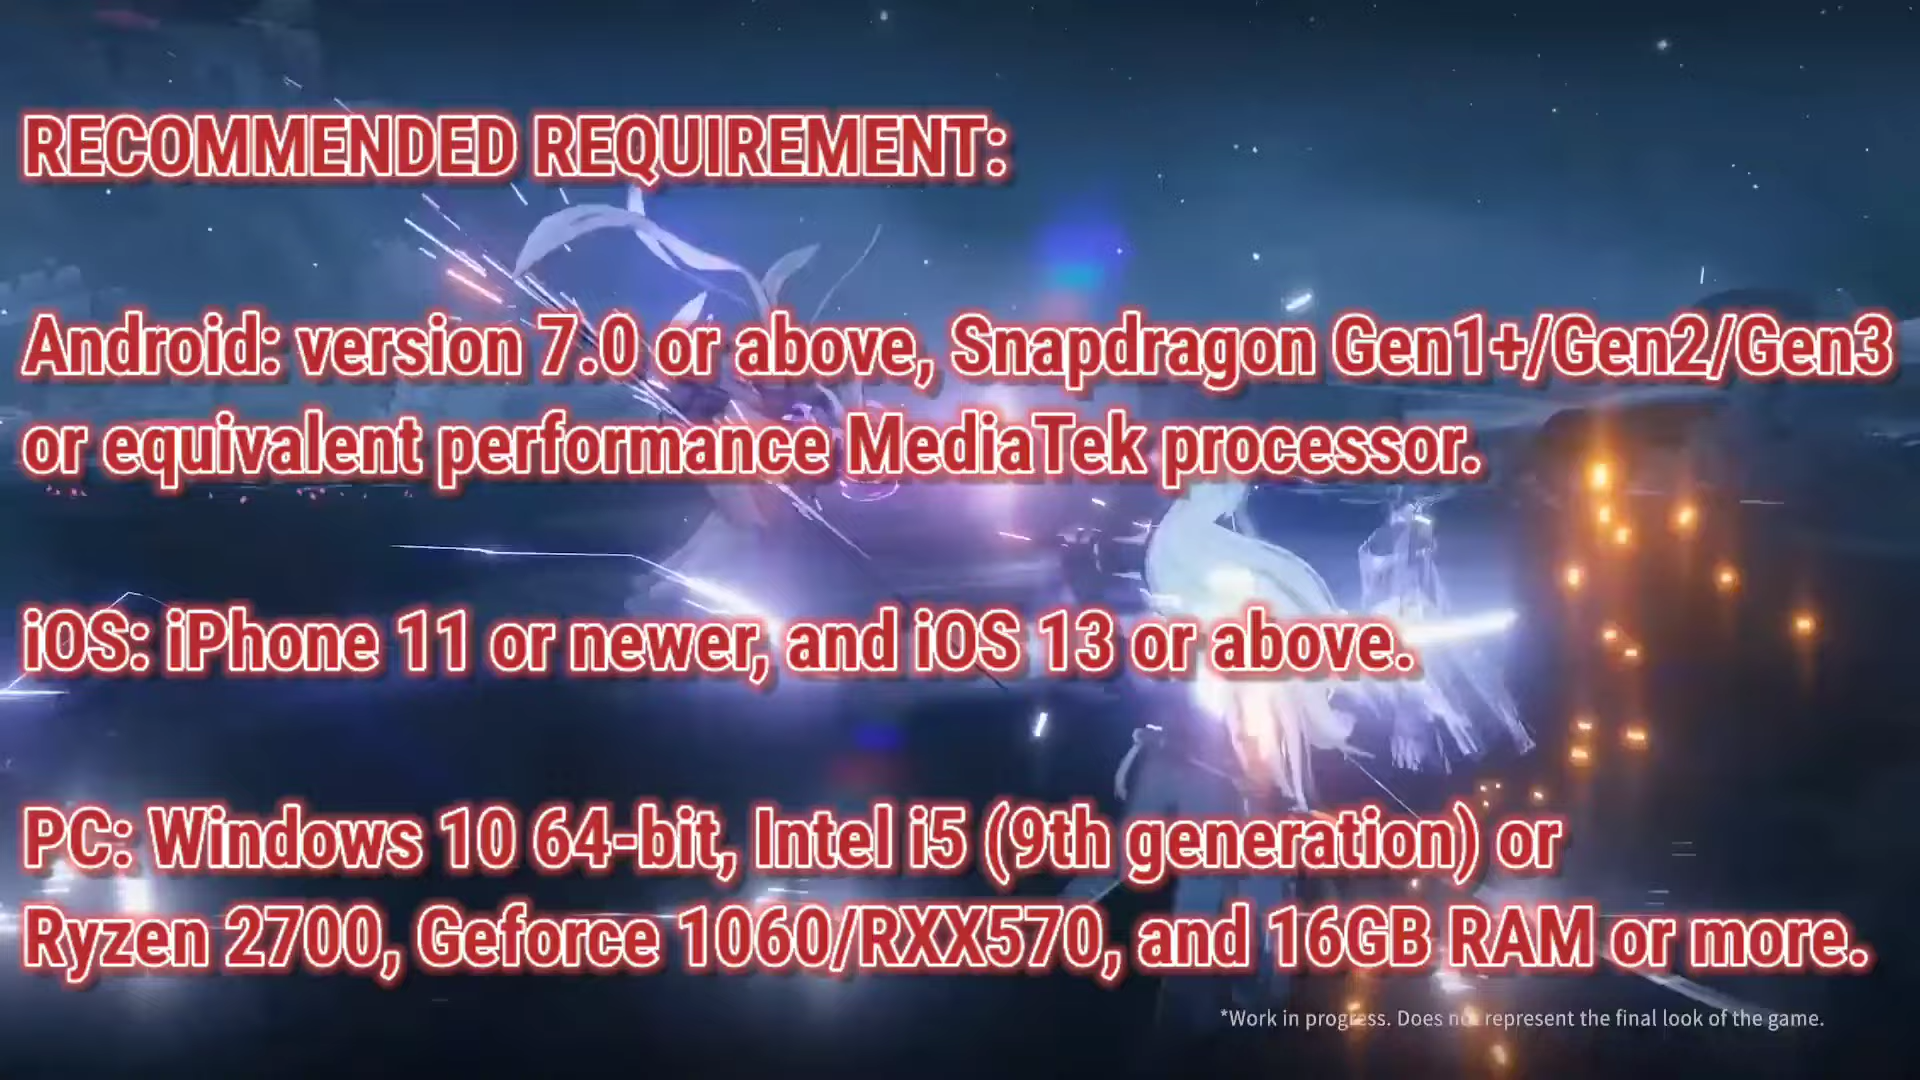 RECOMMENDED REQUIREMENT:
Android: version 7.0 or above, Snapdragon Gen1+/Gen2/Gen3
or equivalent performance MediaTek processor.
iOS: iPhone 11 or newer, and iOS 13 or above.
PC: Windows 10 64-bit, Intel i5 (9th generation) or
Ryzen 2700, Geforce 1060/RXX570, and 16GB RAM or more.
*Work in progress. Does not represent the final look of the game.